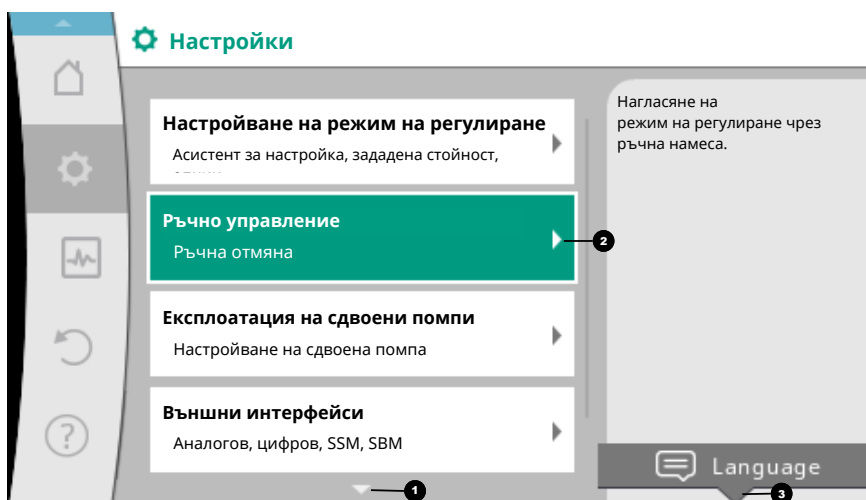 Настройки
Настройване на режим на регулиране
Асистент за настройка, зададена стойност,
Ръчно управление
Ръчна отмяна
Експлоатация на сдвоени помпи
Настройване на сдвоена помпа
Външни интерфейси
Аналогов, цифров, SSM, SBM
Нагласяне на
режим на регулиране чрез
ръчна намеса.
?
Language
1
2
3